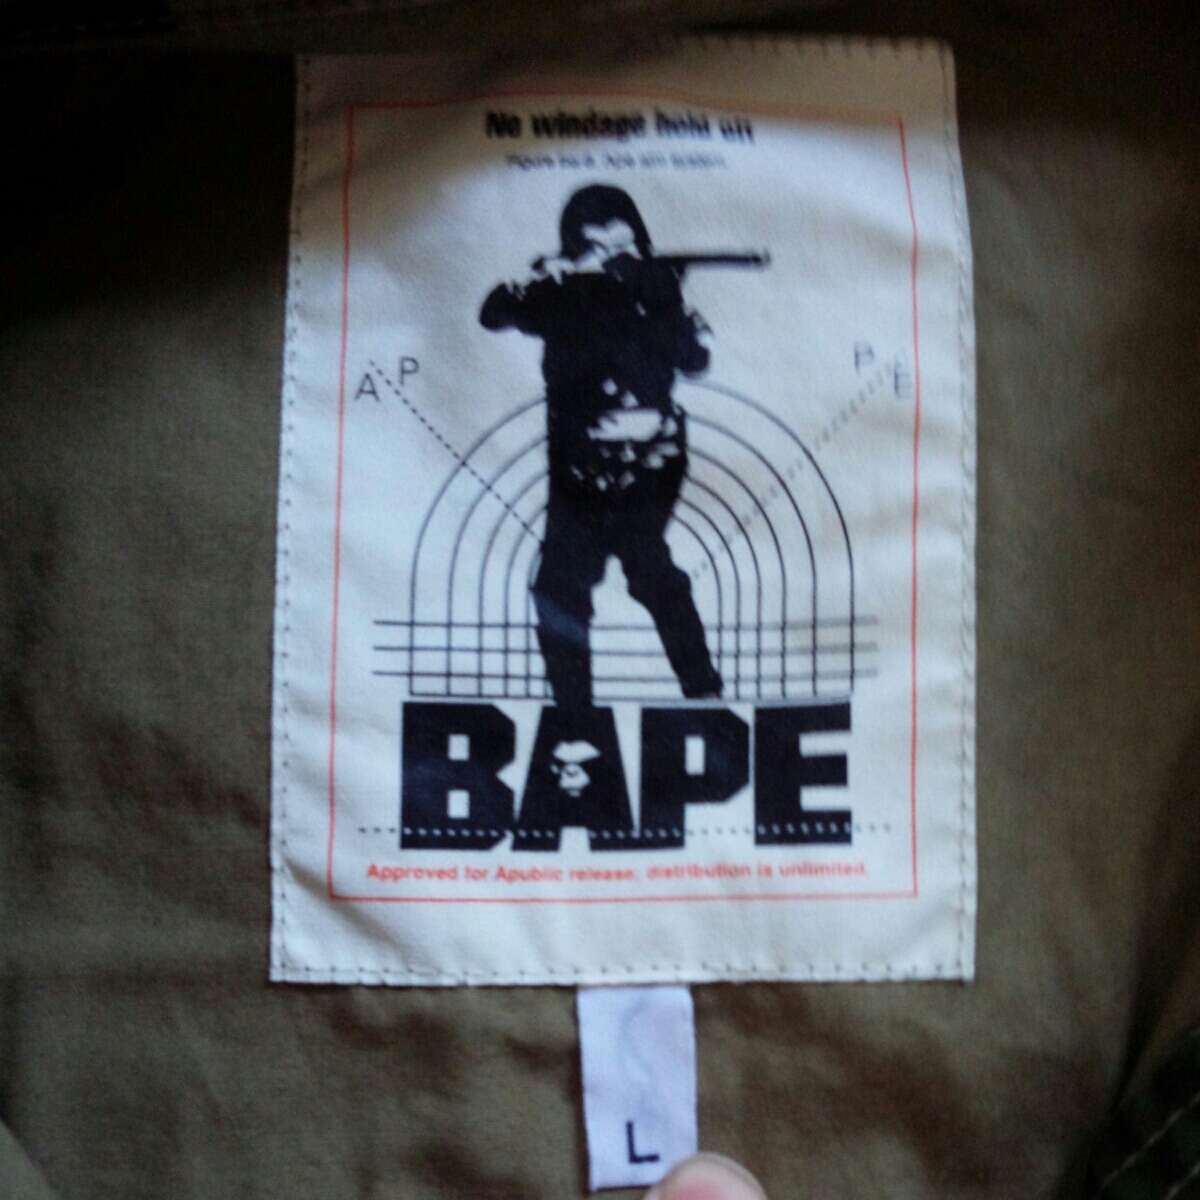 No windage hold off
A P
P E
BAPE
Approved for Apublic release; distribution is unlimited.
L